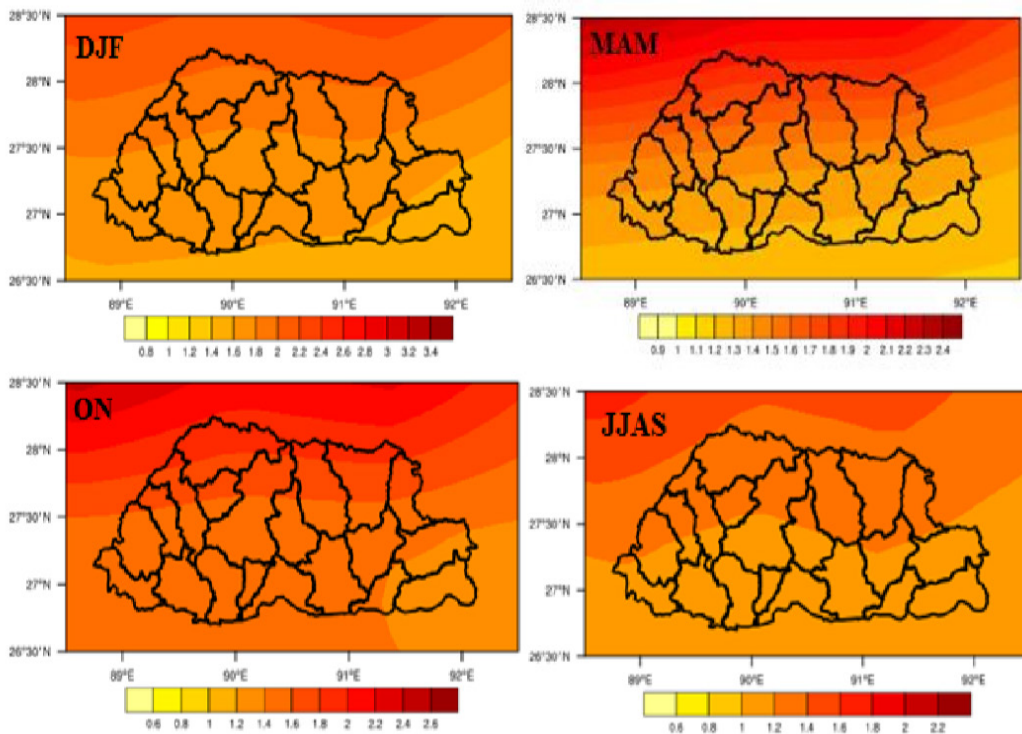 DJF
28°30'N
28°N
27°30'N
27°N
26°30'N
89°E 90°E 91°E 92°E
0.8 1 1.2 1.4 1.6 1.8 2 2.2 2.4 2.6 2.8 3 3.2 3.4
MAM
28°30'N
28°N
27°30'N
27°N
26°30'N
89°E 90°E 91°E 92°E
0.9 1 1.1 1.2 1.3 1.4 1.5 1.6 1.7 1.8 1.9 2 2.1 2.2 2.3 2.4
ON
28°30'N
28°N
27°30'N
27°N
26°30'N
89°E 90°E 91°E 92°E
0.6 0.8 1 1.2 1.4 1.6 1.8 2 2.2 2.4 2.6
JJAS
28°30'N
28°N
27°30'N
27°N
26°30'N
89°E 90°E 91°E 92°E
0.6 0.8 1 1.2 1.4 1.6 1.8 2 2.2